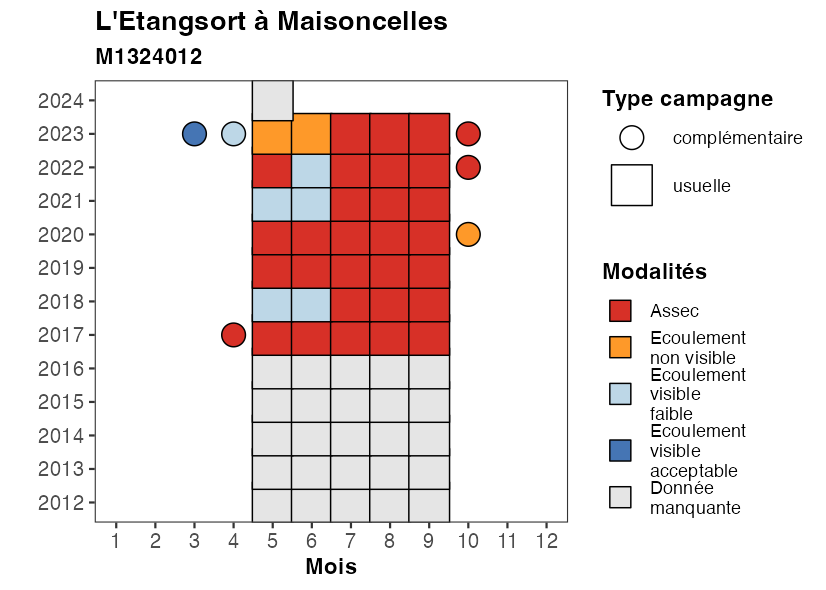 L'Etangsort à Maisoncelles
M1324012
2024
2023
2022
2021
2020
2019
2018
2017
2016
2015
2014
2013
2012
1 2 3 4 5 6 7 8 9 10 11 12
Mois
Type campagne
complémentaire
usuelle
Modalités
Assec
Ecoulement
non visible
Ecoulement
visible
faible
Ecoulement
visible
acceptable
Donnée
manquante